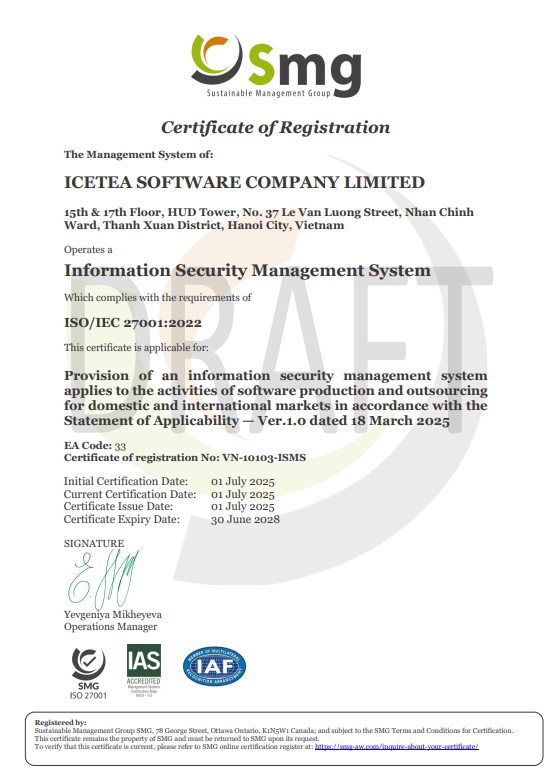 Smg
Sustainable Management Group
Certificate of Registration
The Management System of:
ICETEA SOFTWARE COMPANY LIMITED
15th & 17th Floor, HUD Tower, No. 37 Le Van Luong Street, Nhan Chinh
Ward, Thanh Xuan District, Hanoi City, Vietnam
Operates a
Information Security Management System
Which complies with the requirements of
ISO/IEC 27001:2022
This certificate is applicable for:
DRAFT
Provision of an information security management system
applies to the activities of software production and outsourcing
for domestic and international markets in accordance with the
Statement of Applicability — Ver.1.0 dated 18 March 2025
EA Code: 33
Certificate of registration No: VN-10103-ISMS
Initial Certification Date: 01 July 2025
Current Certification Date: 01 July 2025
Certificate Issue Date: 01 July 2025
Certificate Expiry Date: 30 June 2028
SIGNATURE
Yevgeniya Mikheyeva
Operations Manager
SMG
ISO 27001
IAS
ACCREDITED
Management Systems
Certification Body
MEMBER OF MULTILATERAL
IAF
RECOGNITION ARRANGEMENT
Registered by:
Sustainable Management Group SMG, 78 George Street, Ottawa Ontario, K1N5W1 Canada; and subject to the SMG Terms and Conditions for Certification.
This certificate remains the property of SMG and must be returned to SMG upon its request.
To verify that this certificate is current, please refer to SMG online certification register at: https://smg-aw.com/inquire-about-your-certificate/